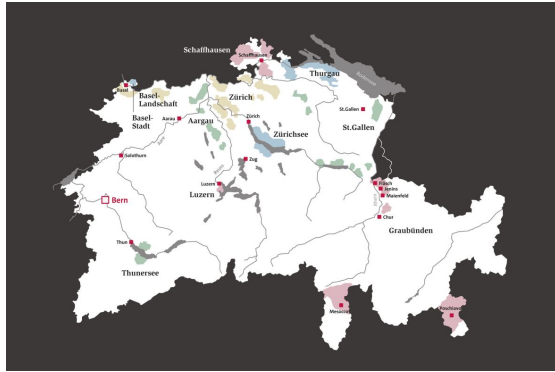 Schaffhausen
Schaffhausen
Thurgau
Basel
Basel-
Landschaft
Basel-
Stadt
Aarau
Aargau
Zürich
Zürich
Zürichsee
St.Gallen
St.Gallen
Solothurn
Zug
Luzern
Luzern
Bern
Fläsch
Jenins
Maienfeld
Chur
Graubünden
Thun
Thunersee
Mesocco
Poschiavo